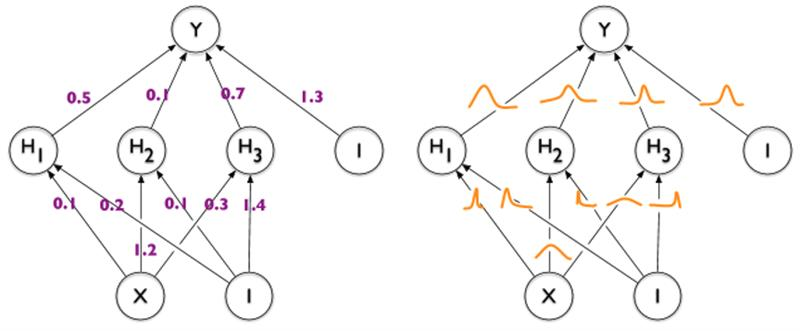 Y Y
0.5 0.1 0.7 1.3
H1 H2 H3 I H1 H2 H3 I
0.1 0.2 0.1 0.3 1.4
1.2
X I X I